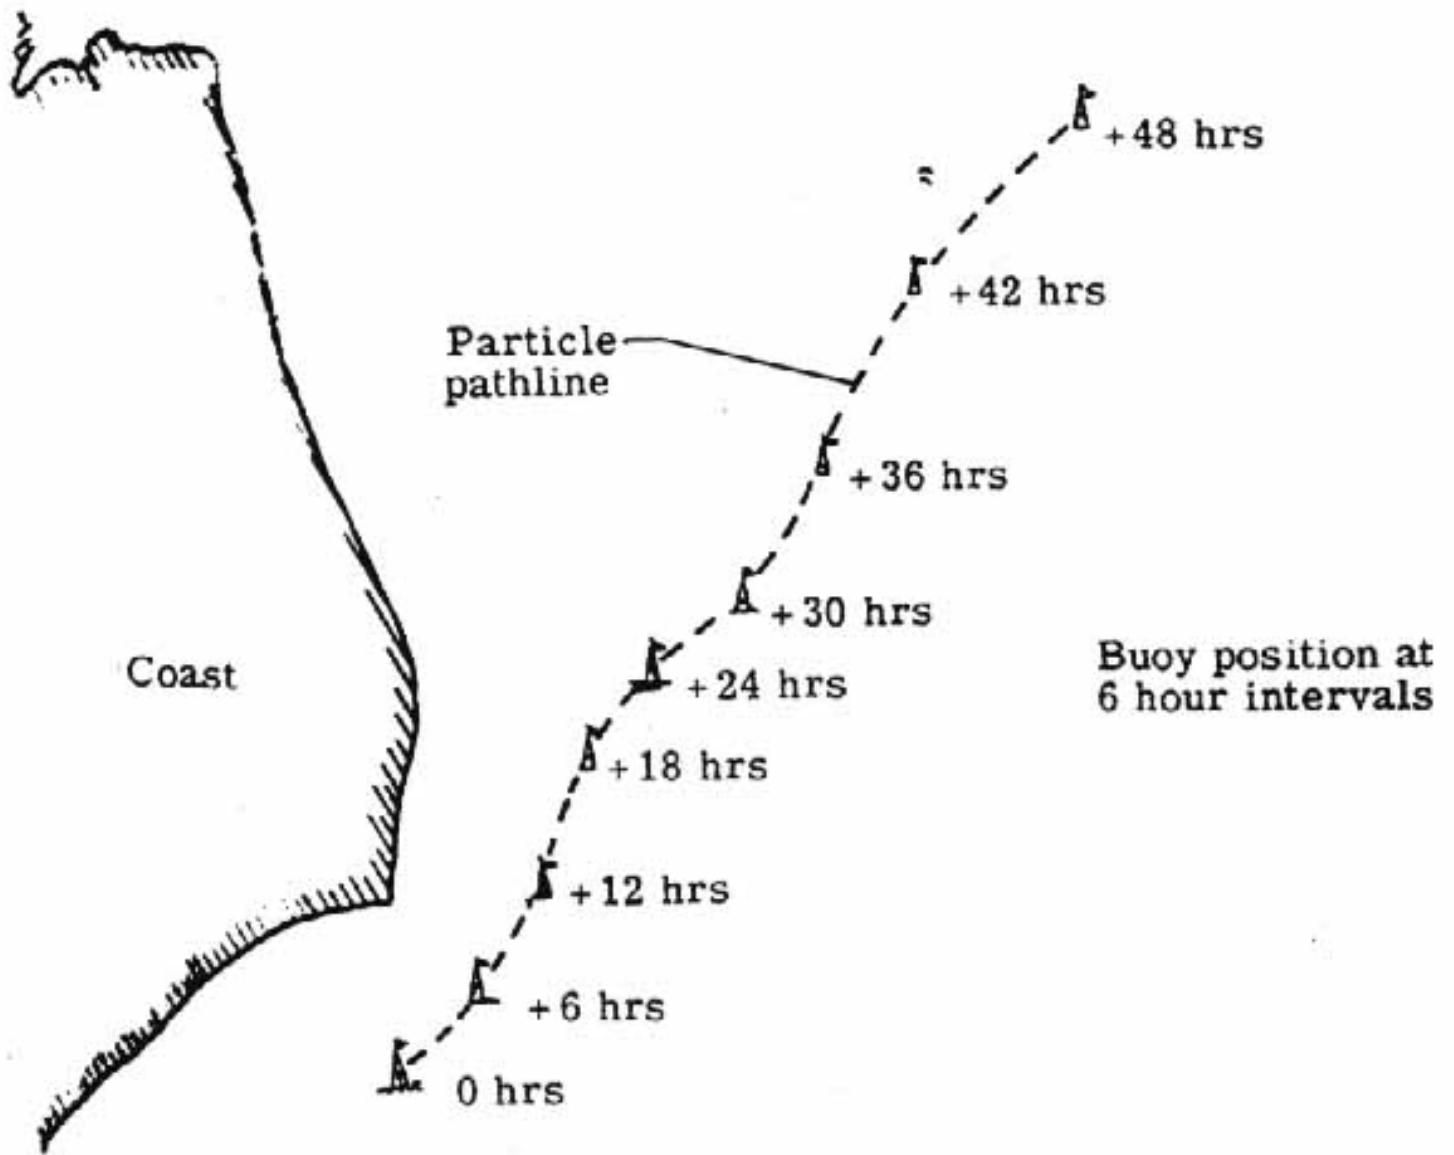 +48 hrs
+42 hrs
Particle
pathline
+36 hrs
+30 hrs
Buoy position at
6 hour intervals
Coast
+24 hrs
+18 hrs
+12 hrs
+6 hrs
0 hrs